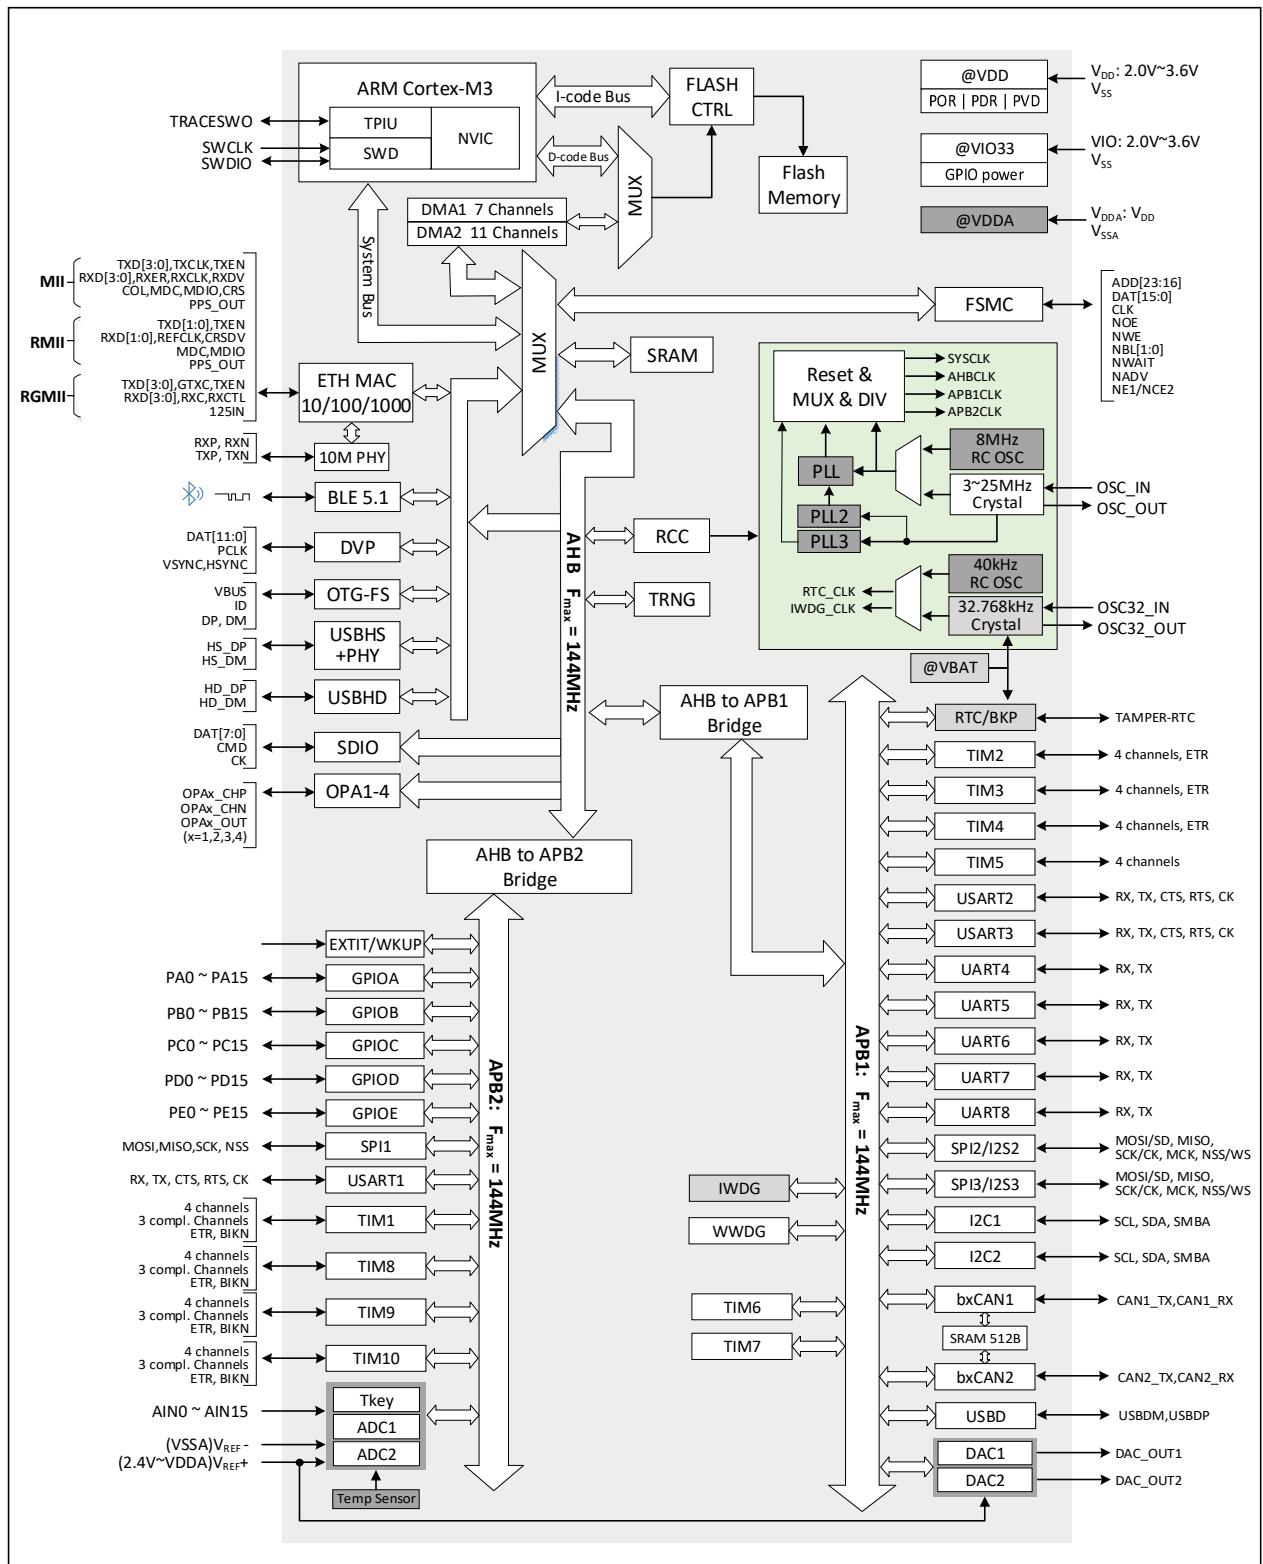 ARM Cortex-M3
TPIU
SWD
NVIC
TRACESWO
SWCLK
SWDIO
I-code Bus
D-code Bus
FLASH
CTRL
Flash
Memory
MUX
DMA1 7 Channels
DMA2 11 Channels
System Bus
MUX
@VDD
POR | PDR | PVD
VDD: 2.0V~3.6V
VSS
@VIO33
GPIO power
VIO: 2.0V~3.6V
VSS
@VDDA
VDDA: VDD
VSSA
MII
TXD[3:0],TXCLK,TXEN
RXD[3:0],RXER,RXCLK,RXDV
COL,MDC,MDIO,CRS
PPS_OUT
RMII
TXD[1:0],TXEN
RXD[1:0],REFCLK,CRSDV
MDC,MDIO
PPS_OUT
RGMII
TXD[3:0],GTXC,TXEN
RXD[3:0],RXC,RXCTL
125IN
ETH MAC
10/100/1000
RXP, RXN
TXP, TXN
10M PHY
BLE 5.1
DAT[11:0]
PCLK
VSYNC,HSYNC
DVP
VBUS
ID
DP, DM
OTG-FS
HS_DP
HS_DM
USBHS
+PHY
HD_DP
HD_DM
USBHD
DAT[7:0]
CMD
CK
SDIO
OPAx_CHP
OPAx_CHN
OPAx_OUT
(x=1,2,3,4)
OPA1-4
FSMC
ADD[23:16]
DAT[15:0]
CLK
NOE
NWE
NBL[1:0]
NWAIT
NADV
NE1/NCE2
SRAM
RCC
TRNG
AHB Fmax = 144MHz
Reset &
MUX & DIV
SYSCLK
AHBCLK
APB1CLK
APB2CLK
PLL
PLL2
PLL3
8MHz
RC OSC
3~25MHz
Crystal
OSC_IN
OSC_OUT
40kHz
RC OSC
32.768kHz
Crystal
OSC32_IN
OSC32_OUT
RTC_CLK
IWDG_CLK
@VBAT
AHB to APB1
Bridge
AHB to APB2
Bridge
EXTIT/WKUP
PA0 ~ PA15
GPIOA
PB0 ~ PB15
GPIOB
PC0 ~ PC15
GPIOC
PD0 ~ PD15
GPIOD
PE0 ~ PE15
GPIOE
MOSI,MISO,SCK, NSS
SPI1
RX, TX, CTS, RTS, CK
USART1
4 channels
3 compl. Channels
ETR, BIKN
TIM1
4 channels
3 compl. Channels
ETR, BIKN
TIM8
4 channels
3 compl. Channels
ETR, BIKN
TIM9
4 channels
3 compl. Channels
ETR, BIKN
TIM10
AIN0 ~ AIN15
(VSSA)VREF -
(2.4V~VDDA)VREF+
Tkey
ADC1
ADC2
Temp Sensor
APB2: Fmax = 144MHz
IWDG
WWDG
TIM6
TIM7
APB1: Fmax = 144MHz
RTC/BKP
TAMPER-RTC
TIM2
4 channels, ETR
TIM3
4 channels, ETR
TIM4
4 channels, ETR
TIM5
4 channels
USART2
RX, TX, CTS, RTS, CK
USART3
RX, TX, CTS, RTS, CK
UART4
RX, TX
UART5
RX, TX
UART6
RX, TX
UART7
RX, TX
UART8
RX, TX
SPI2/I2S2
MOSI/SD, MISO,
SCK/CK, MCK, NSS/WS
SPI3/I2S3
MOSI/SD, MISO,
SCK/CK, MCK, NSS/WS
I2C1
SCL, SDA, SMBA
I2C2
SCL, SDA, SMBA
bxCAN1
CAN1_TX,CAN1_RX
SRAM 512B
bxCAN2
CAN2_TX,CAN2_RX
USBD
USBDM,USBDP
DAC1
DAC_OUT1
DAC2
DAC_OUT2